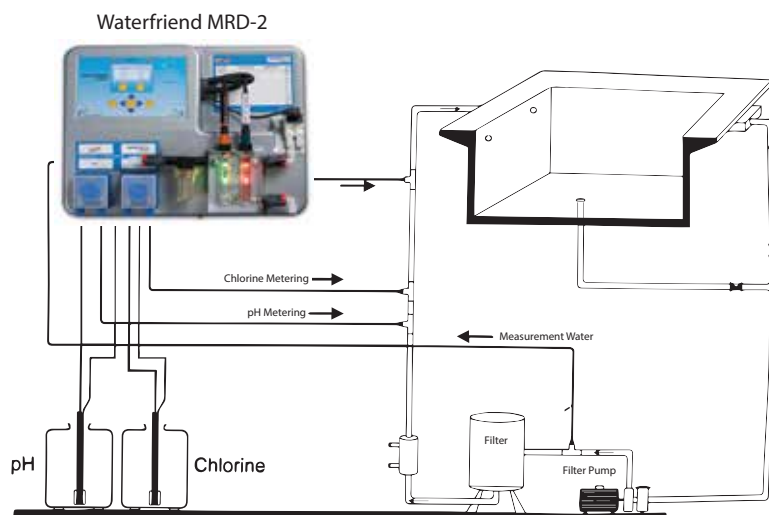 Waterfriend MRD-2
Chlorine Metering
pH Metering
Measurement Water
Filter
Filter Pump
pH
Chlorine